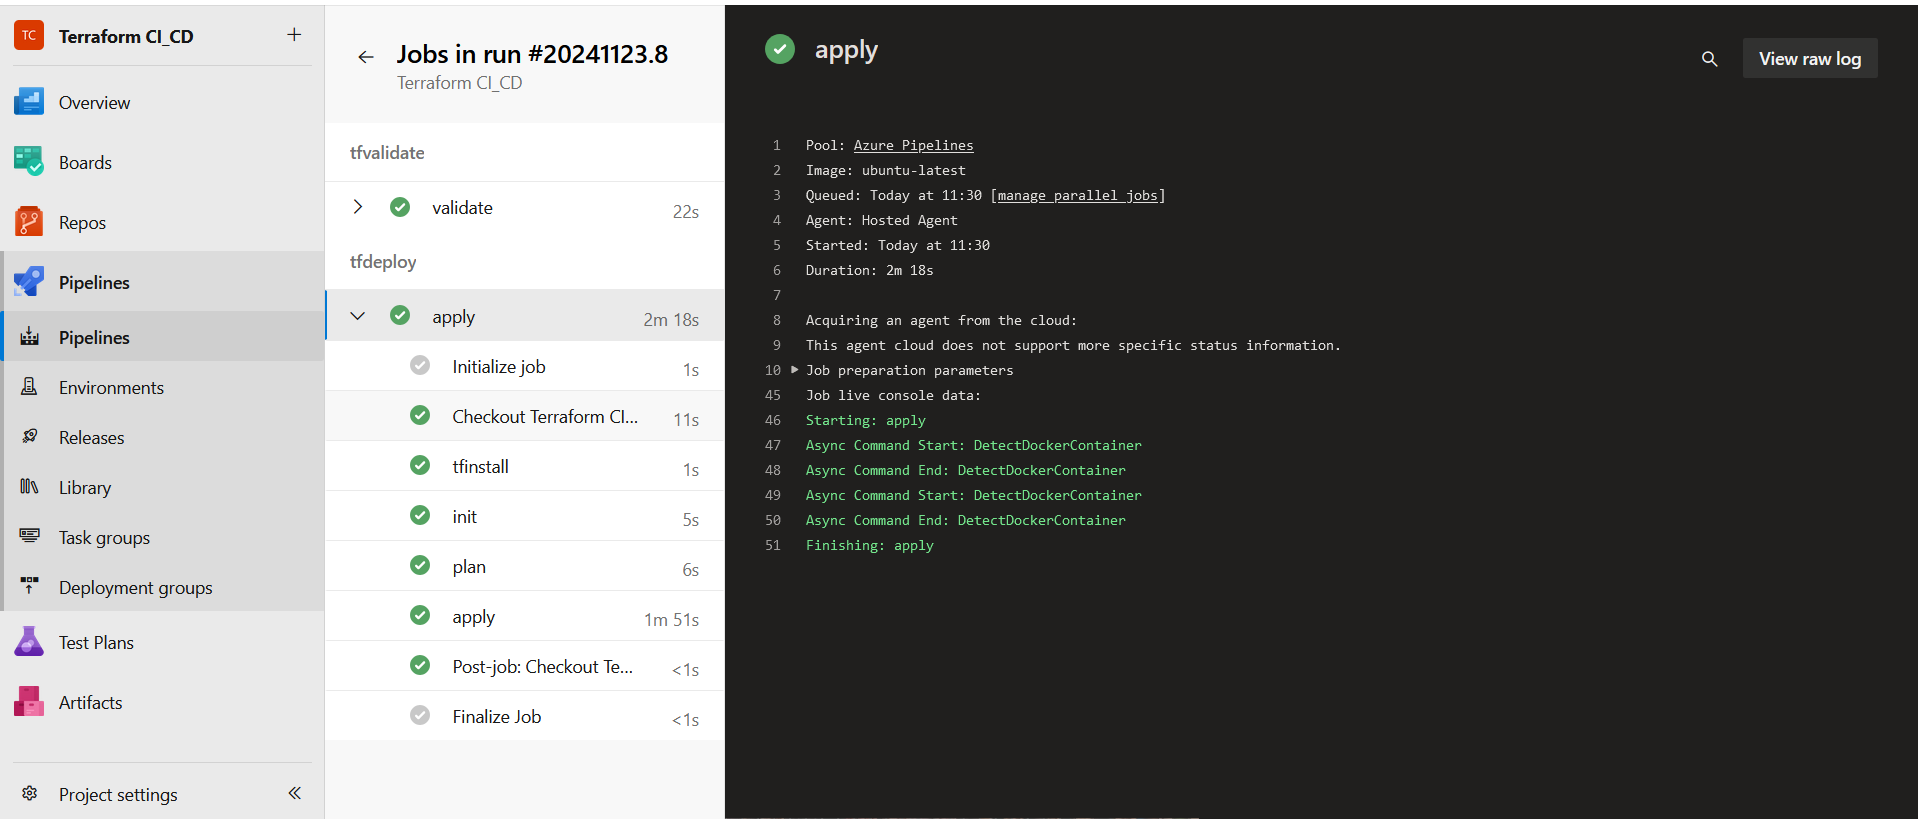 TC
Terraform CI_CD
Overview
Boards
Repos
Pipelines
Pipelines
Environments
Releases
Library
Task groups
Deployment groups
Test Plans
Artifacts
Project settings
Jobs in run #20241123.8
Terraform CI_CD
tfvalidate
validate 22s
tfdeploy
apply 2m 18s
Initialize job 1s
Checkout Terraform CI... 11s
tfinstall 1s
init 5s
plan 6s
apply 1m 51s
Post-job: Checkout Te... <1s
Finalize Job <1s
apply
View raw log
1 Pool: Azure Pipelines
2 Image: ubuntu-latest
3 Queued: Today at 11:30 [manage parallel jobs]
4 Agent: Hosted Agent
5 Started: Today at 11:30
6 Duration: 2m 18s
7
8 Acquiring an agent from the cloud:
9 This agent cloud does not support more specific status information.
10 Job preparation parameters
45 Job live console data:
46 Starting: apply
47 Async Command Start: DetectDockerContainer
48 Async Command End: DetectDockerContainer
49 Async Command Start: DetectDockerContainer
50 Async Command End: DetectDockerContainer
51 Finishing: apply